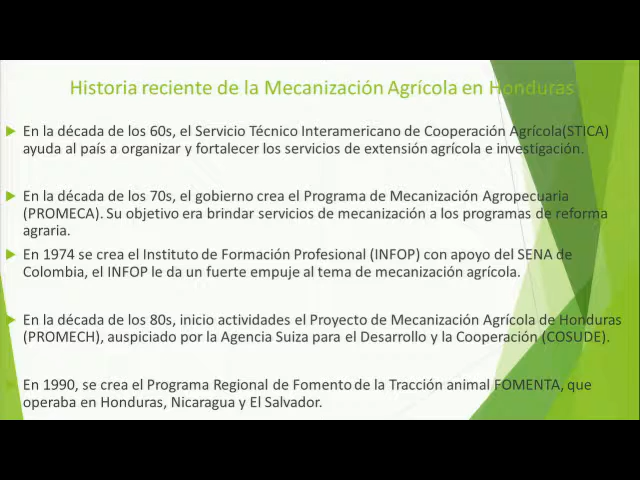 Historia reciente de la Mecanización Agrícola en Honduras
En la década de los 60s, el Servicio Técnico Interamericano de Cooperación Agrícola(STICA)
ayuda al país a organizar y fortalecer los servicios de extensión agrícola e investigación.
En la década de los 70s, el gobierno crea el Programa de Mecanización Agropecuaria
(PROMECA). Su objetivo era brindar servicios de mecanización a los programas de reforma
agraria.
En 1974 se crea el Instituto de Formación Profesional (INFOP) con apoyo del SENA de
Colombia, el INFOP le da un fuerte empuje al tema de mecanización agrícola.
En la década de los 80s, inicio actividades el Proyecto de Mecanización Agrícola de Honduras
(PROMECH), auspiciado por la Agencia Suiza para el Desarrollo y la Cooperación (COSUDE).
En 1990, se crea el Programa Regional de Fomento de la Tracción animal FOMENTA, que
operaba en Honduras, Nicaragua y El Salvador.